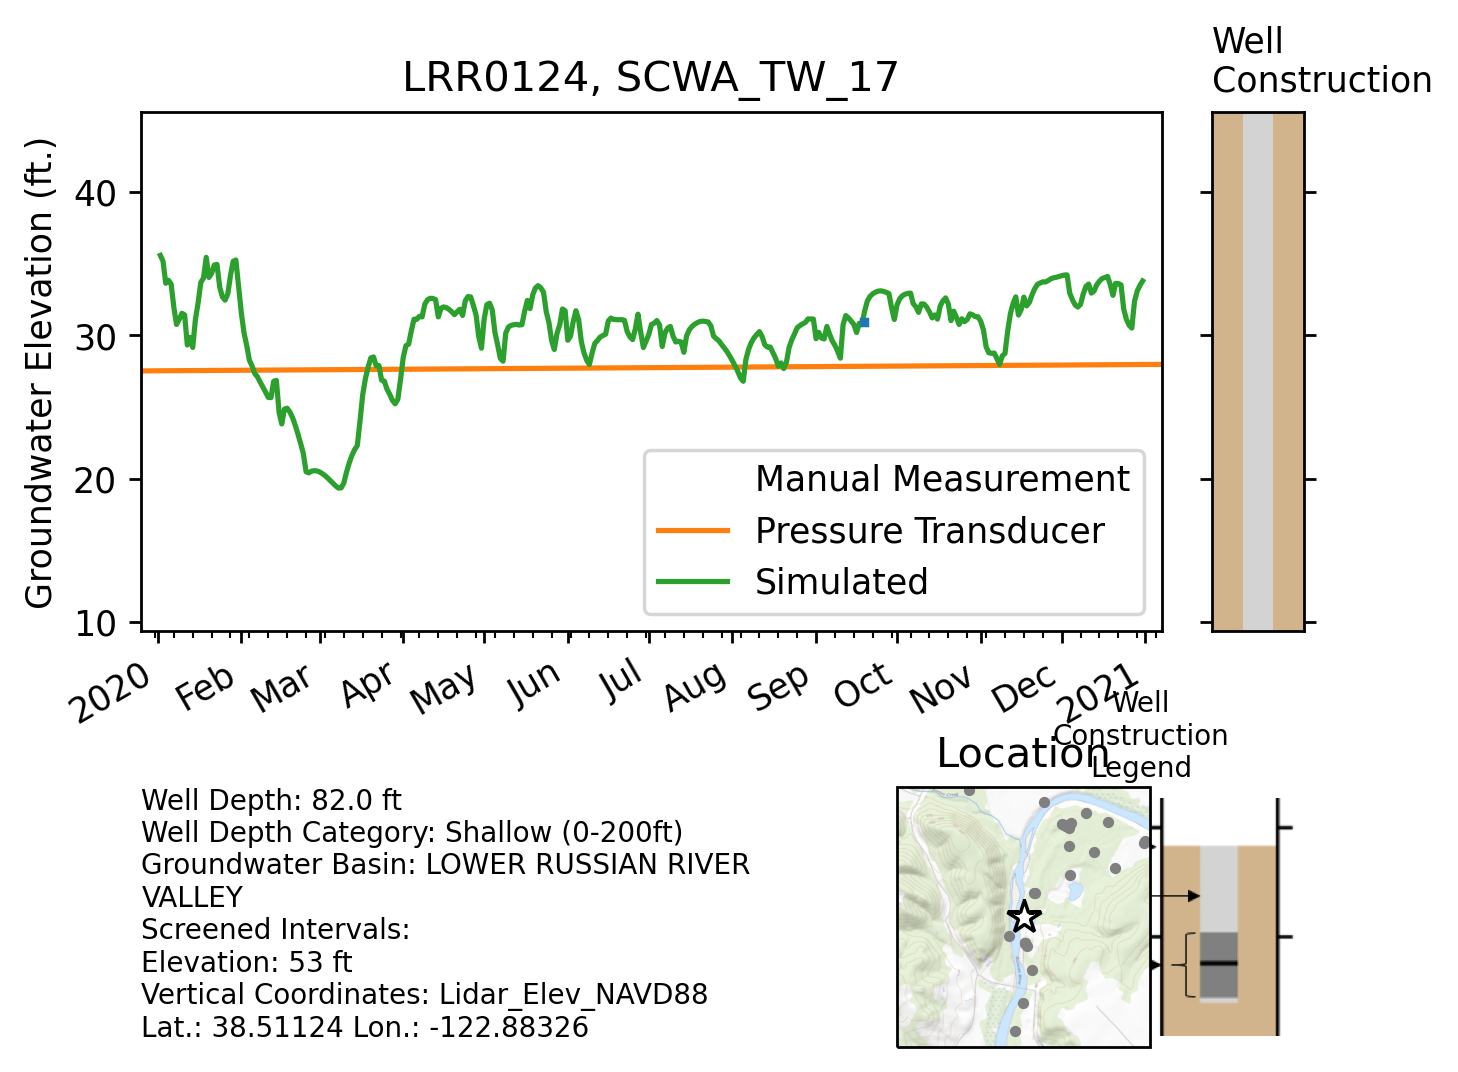 Well
Construction
LRR0124, SCWA_TW_17
Groundwater Elevation (ft.)
40
30
20
10
Manual Measurement
Pressure Transducer
Simulated
2020
Feb
Mar
Apr
May
Jun
Jul
Aug
Sep
Oct
Nov
Dec
2021
Well
Construction
Legend
Location
Well Depth: 82.0 ft
Well Depth Category: Shallow (0-200ft)
Groundwater Basin: LOWER RUSSIAN RIVER
VALLEY
Screened Intervals:
Elevation: 53 ft
Vertical Coordinates: Lidar_Elev_NAVD88
Lat.: 38.51124 Lon.: -122.88326